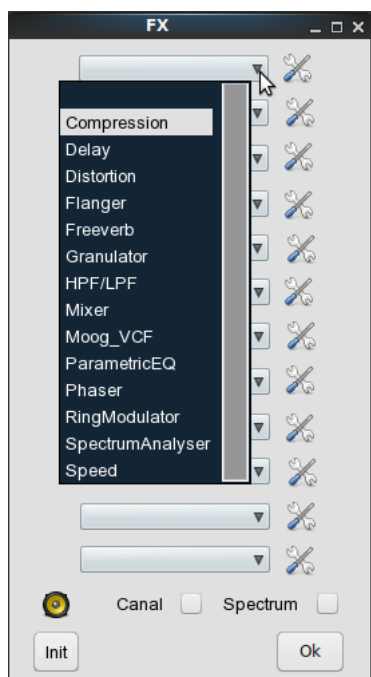 FX
Compression
Delay
Distortion
Flanger
Freeverb
Granulator
HPF/LPF
Mixer
Moog_VCF
ParametricEQ
Phaser
RingModulator
SpectrumAnalyser
Speed
Canal Spectrum
Init Ok